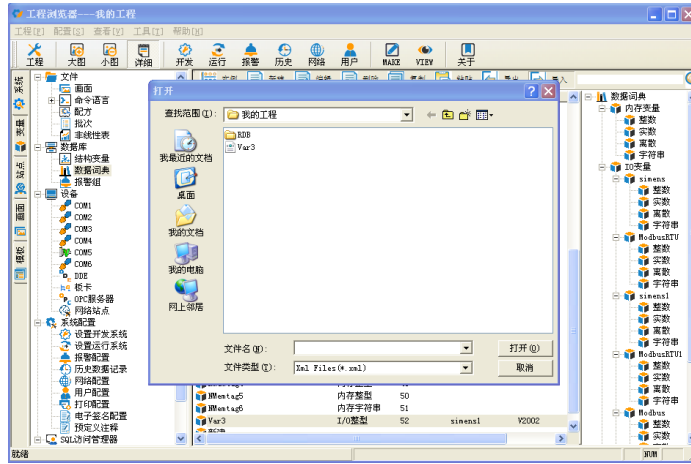 工程浏览器---我的工程
工程[F] 配置[S] 查看[V] 工具[T] 帮助[H]
工程 大图 小图 详细 开发 运行 报警 历史 网络 用户 MAKE VIEW 关于
系统
变量
站点
画面
模板
文件
画面
命令语言
配方
批次
非线性表
数据库
结构变量
数据词典
报警组
设备
COM1
COM2
COM3
COM4
COM5
COM6
DDE
板卡
OPC服务器
网络站点
系统配置
设置开发系统
设置运行系统
报警配置
历史数据记录
网络配置
用户配置
打印配置
电子签名配置
预定义注释
SQL访问管理器
打开
查找范围(I): 我的工程
我最近的文档
桌面
我的文档
我的电脑
网上邻居
RDB
Var3
文件名(N): 打开(O)
文件类型(T): Xml Files(*.xml) 取消
NMemtag5 内存整型 50
NMemtag6 内存字符串 51
Var3 I/O整型 52 simens1 V2002
数据词典
内存变量
整数
实数
离散
字符串
IO变量
simens
整数
实数
离散
字符串
ModbusRTU
整数
实数
离散
字符串
simens1
整数
实数
离散
字符串
ModbusRTU1
整数
实数
离散
字符串
Modbus
整数
实数
离散
就绪 NUM